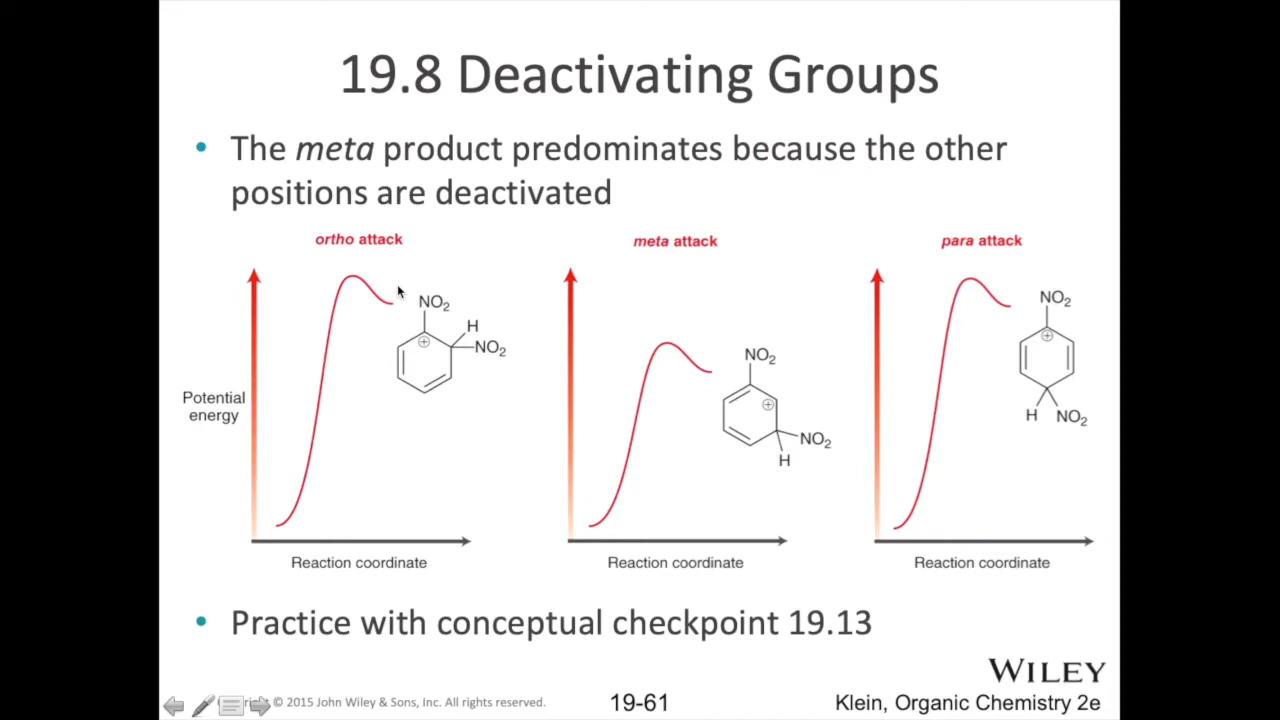 19.8 Deactivating Groups
• The meta product predominates because the other
positions are deactivated
ortho attack
meta attack
para attack
NO₂
H
NO₂
NO₂
NO₂
H
NO₂
H NO₂
Potential
energy
Reaction coordinate
Reaction coordinate
Reaction coordinate
• Practice with conceptual checkpoint 19.13
WILEY
© 2015 John Wiley & Sons, Inc. All rights reserved.
19-61
Klein, Organic Chemistry 2e